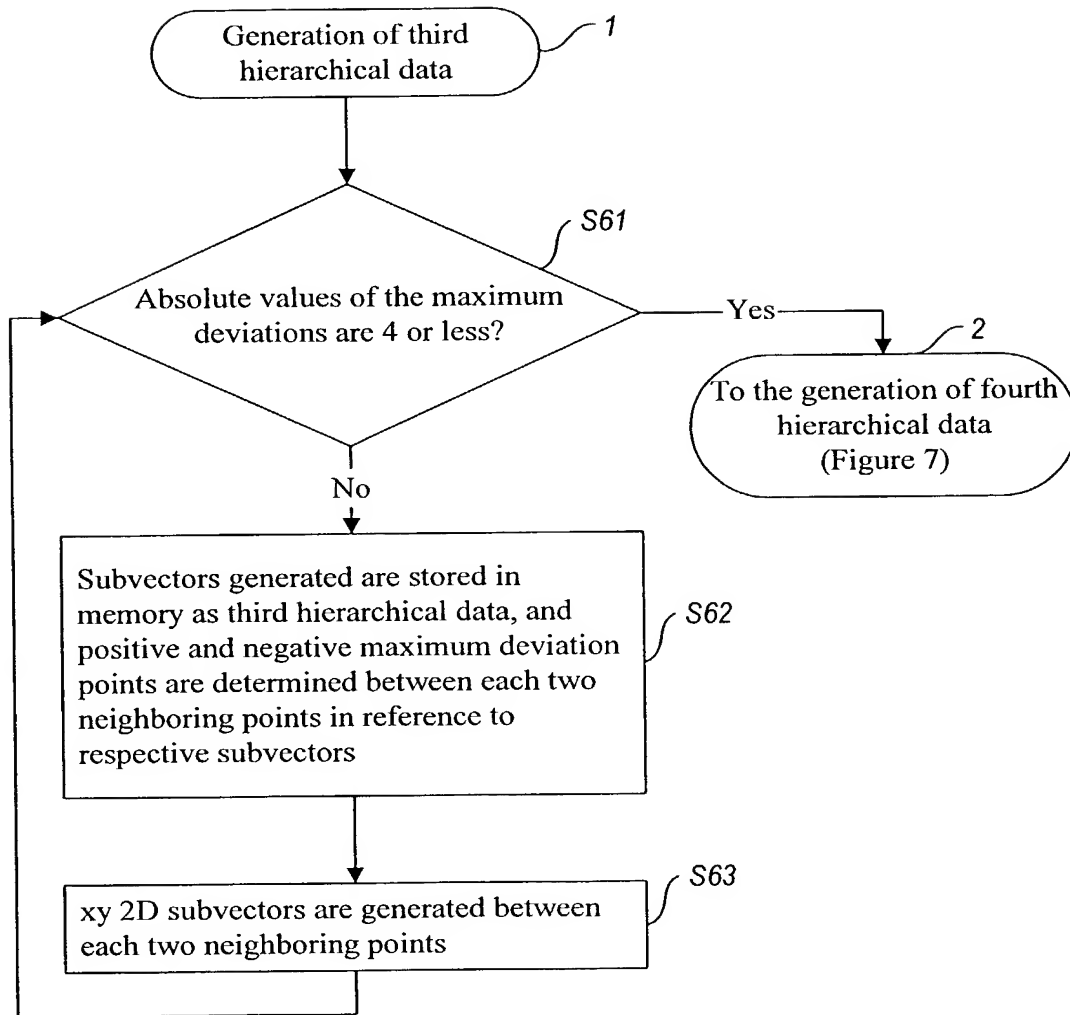 Generation of third
hierarchical data
1
S61
Absolute values of the maximum
deviations are 4 or less?
Yes
2
To the generation of fourth
hierarchical data
(Figure 7)
No
Subvectors generated are stored in
memory as third hierarchical data, and
positive and negative maximum deviation
points are determined between each two
neighboring points in reference to
respective subvectors
S62
S63
xy 2D subvectors are generated between
each two neighboring points